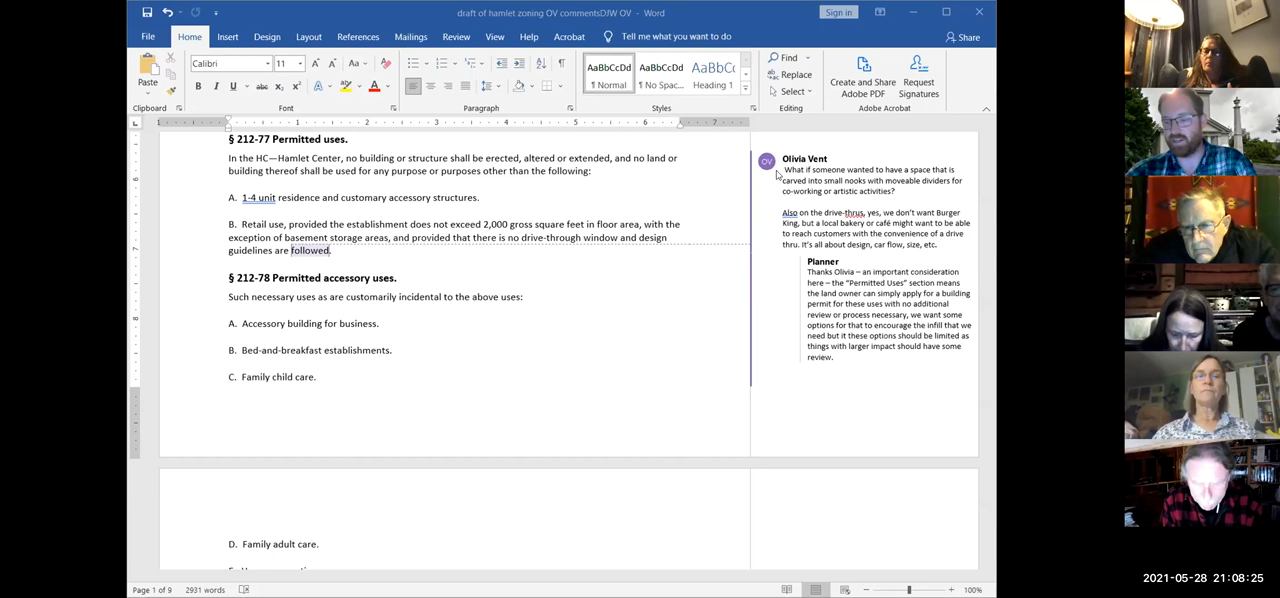 draft of hamlet zoning OV commentsDJW OV - Word
Sign in
File Home Insert Design Layout References Mailings Review View Help Acrobat Tell me what you want to do Share
Calibri 11
Paste
Clipboard Font Paragraph Styles Editing Adobe Acrobat
AaBbCcDd AaBbCcDd AaBbCc
¶ Normal ¶ No Spac... Heading 1
Find
Replace
Select
Create and Share
Adobe PDF
Request
Signatures
1 1 2 3 4 5 6 7
§ 212-77 Permitted uses.
In the HC—Hamlet Center, no building or structure shall be erected, altered or extended, and no land or
building thereof shall be used for any purpose or purposes other than the following:
A. 1-4 unit residence and customary accessory structures.
B. Retail use, provided the establishment does not exceed 2,000 gross square feet in floor area, with the
exception of basement storage areas, and provided that there is no drive-through window and design
guidelines are followed.
§ 212-78 Permitted accessory uses.
Such necessary uses as are customarily incidental to the above uses:
A. Accessory building for business.
B. Bed-and-breakfast establishments.
C. Family child care.
D. Family adult care.
OV
Olivia Vent
What if someone wanted to have a space that is
carved into small nooks with moveable dividers for
co-working or artistic activities?
Also on the drive-thrus, yes, we don't want Burger
King, but a local bakery or café might want to be able
to reach customers with the convenience of a drive
thru. It's all about design, car flow, size, etc.
Planner
Thanks Olivia – an important consideration
here – the "Permitted Uses" section means
the land owner can simply apply for a building
permit for these uses with no additional
review or process necessary, we want some
options for that to encourage the infill that we
need but it these options should be limited as
things with larger impact should have some
review.
Page 1 of 9 2931 words
100%
2021-05-28 21:08:25